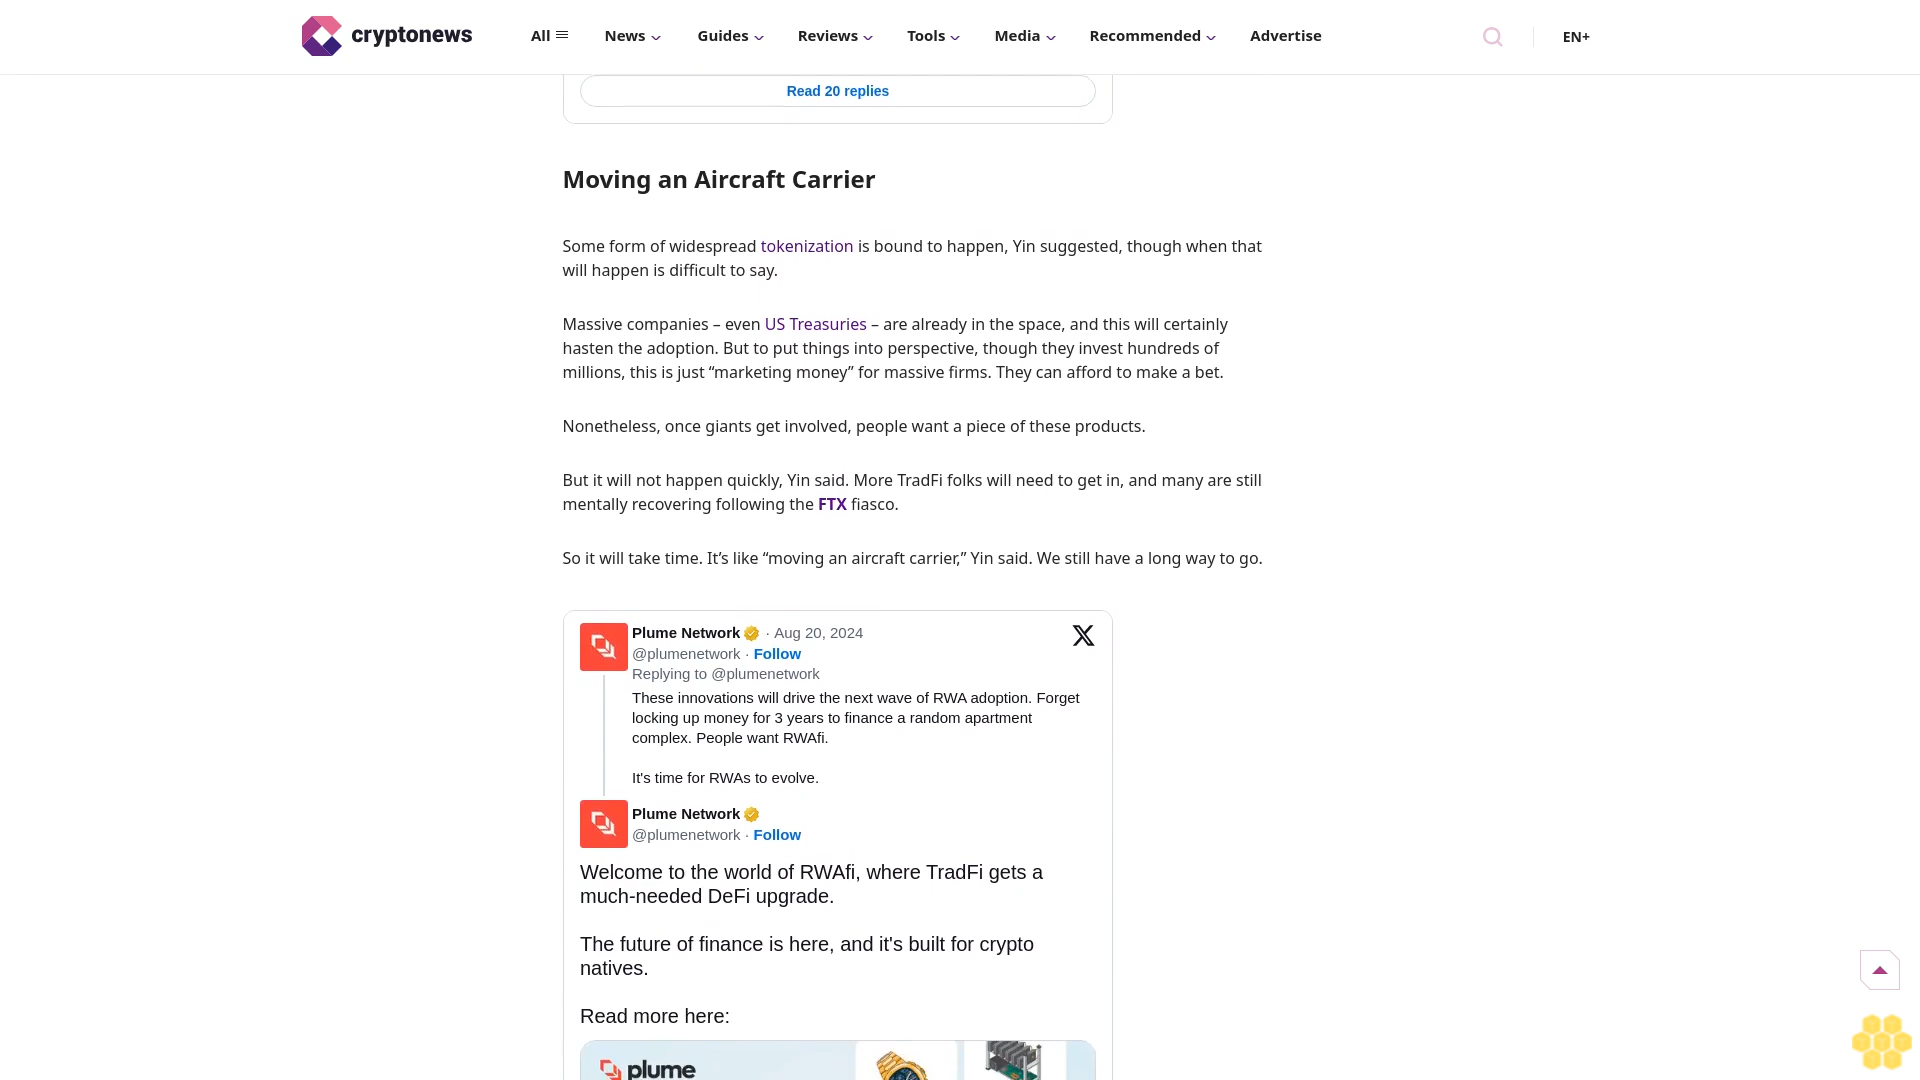 cryptonews
All
News
Guides
Reviews
Tools
Media
Recommended
Advertise
EN+
Read 20 replies
Moving an Aircraft Carrier
Some form of widespread tokenization is bound to happen, Yin suggested, though when that
will happen is difficult to say.
Massive companies – even US Treasuries – are already in the space, and this will certainly
hasten the adoption. But to put things into perspective, though they invest hundreds of
millions, this is just “marketing money” for massive firms. They can afford to make a bet.
Nonetheless, once giants get involved, people want a piece of these products.
But it will not happen quickly, Yin said. More TradFi folks will need to get in, and many are still
mentally recovering following the FTX fiasco.
So it will take time. It’s like “moving an aircraft carrier,” Yin said. We still have a long way to go.
Plume Network · Aug 20, 2024
@plumenetwork · Follow
Replying to @plumenetwork
These innovations will drive the next wave of RWA adoption. Forget
locking up money for 3 years to finance a random apartment
complex. People want RWAfi.
It's time for RWAs to evolve.
Plume Network
@plumenetwork · Follow
Welcome to the world of RWAfi, where TradFi gets a
much-needed DeFi upgrade.
The future of finance is here, and it's built for crypto
natives.
Read more here:
plume